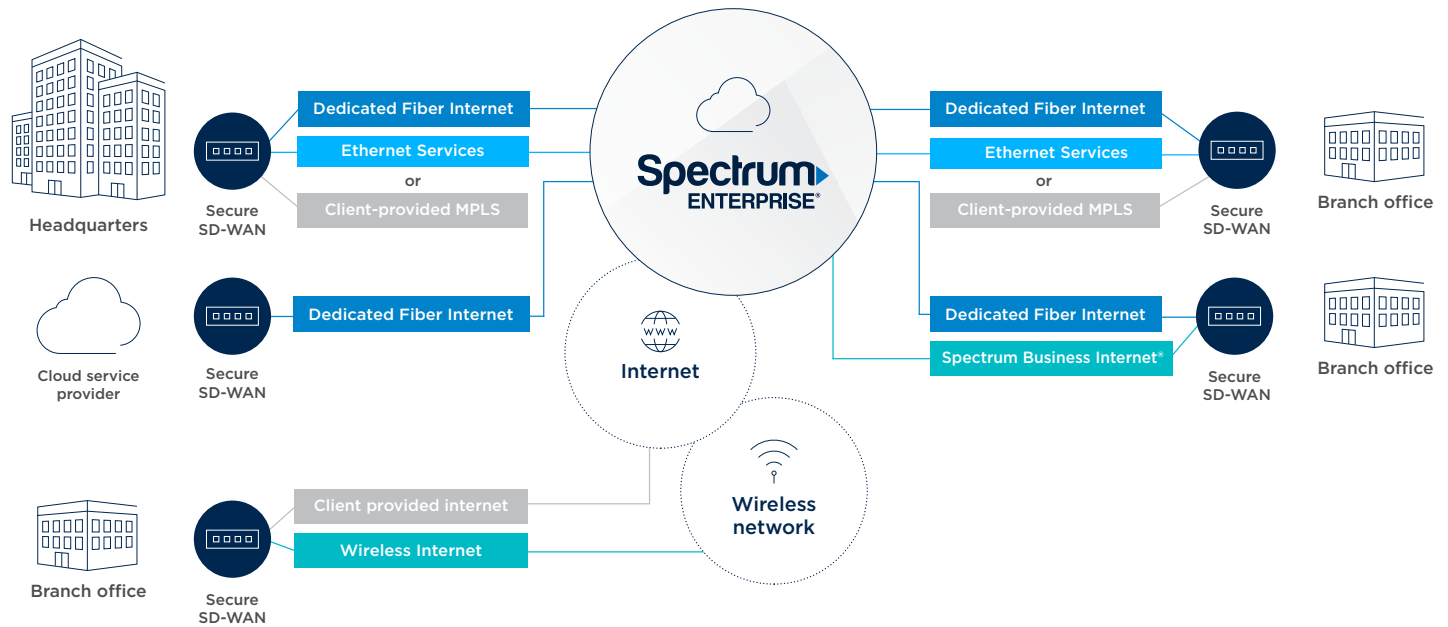 Headquarters
Secure
SD-WAN
Dedicated Fiber Internet
Ethernet Services
or
Client-provided MPLS
Cloud service
provider
Secure
SD-WAN
Dedicated Fiber Internet
Branch office
Secure
SD-WAN
Client provided internet
Wireless Internet
Spectrum
ENTERPRISE®
WWW
Internet
Wireless
network
Dedicated Fiber Internet
Ethernet Services
or
Client-provided MPLS
Secure
SD-WAN
Branch office
Dedicated Fiber Internet
Spectrum Business Internet®
Secure
SD-WAN
Branch office